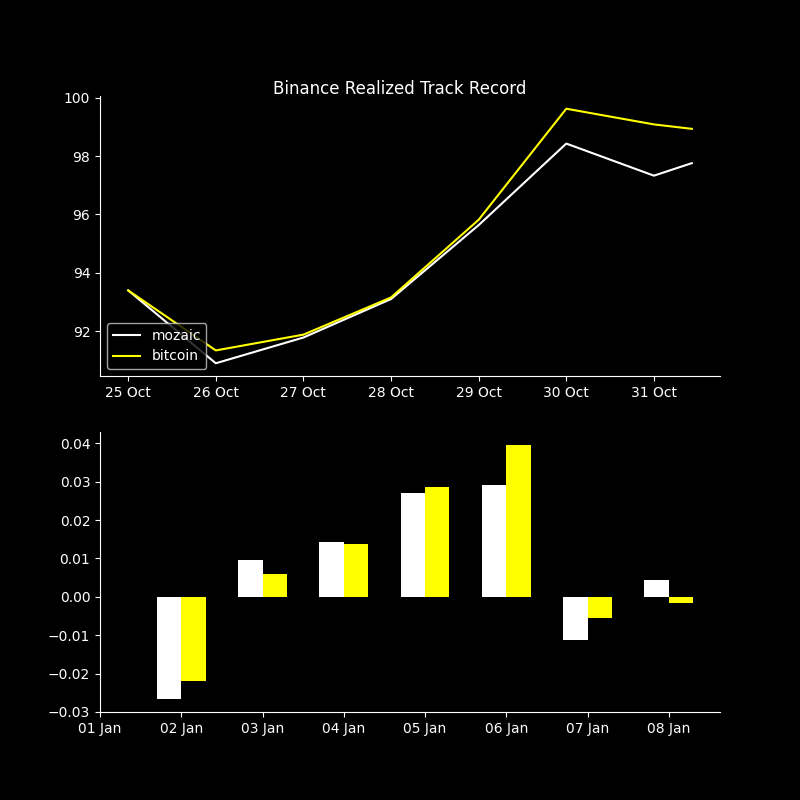 Binance Realized Track Record
100
98
96
94
92
mozaic
bitcoin
25 Oct 26 Oct 27 Oct 28 Oct 29 Oct 30 Oct 31 Oct
0.04
0.03
0.02
0.01
0.00
−0.01
−0.02
−0.03
01 Jan 02 Jan 03 Jan 04 Jan 05 Jan 06 Jan 07 Jan 08 Jan